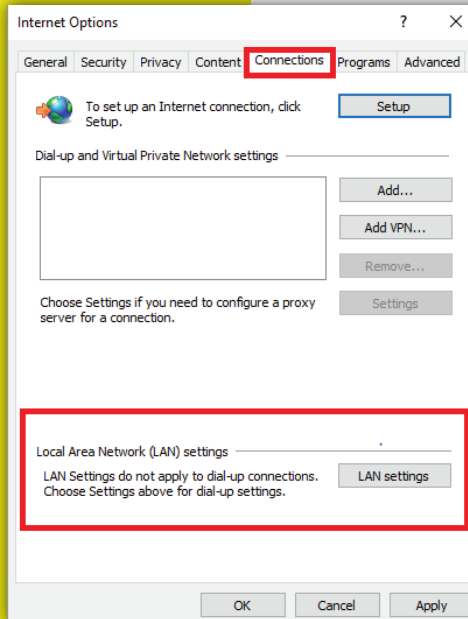 Internet Options
?
General Security Privacy Content Connections Programs Advanced
To set up an Internet connection, click
Setup.
Setup
Dial-up and Virtual Private Network settings
Add...
Add VPN...
Remove...
Choose Settings if you need to configure a proxy
server for a connection.
Settings
Local Area Network (LAN) settings
LAN Settings do not apply to dial-up connections.
Choose Settings above for dial-up settings.
LAN settings
OK Cancel Apply